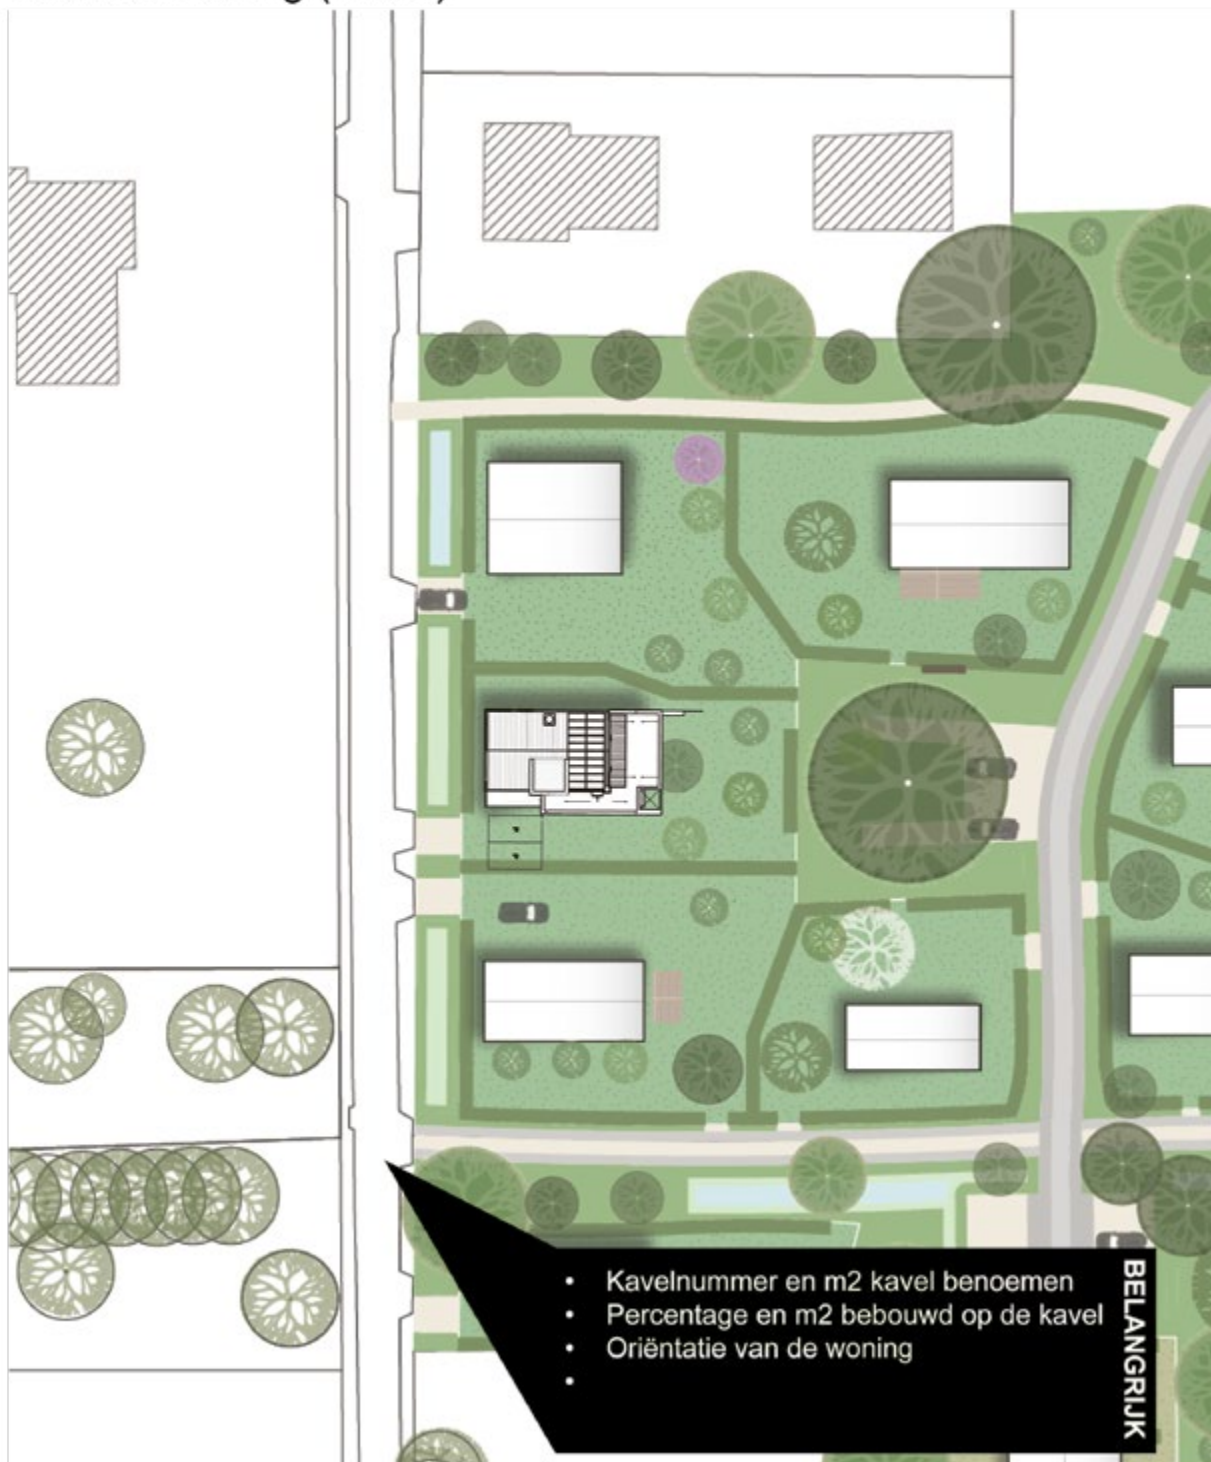 • Kavelnummer en m2 kavel benoemen
• Percentage en m2 bebouwd op de kavel
• Oriëntatie van de woning
•
BELANGRIJK